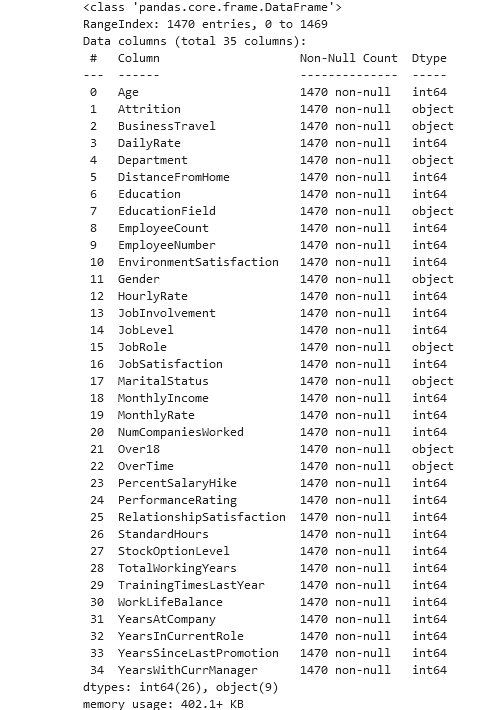 <class 'pandas.core.frame.DataFrame'>
RangeIndex: 1470 entries, 0 to 1469
Data columns (total 35 columns):
 #   Column                    Non-Null Count  Dtype
---  ------                    --------------  -----
 0   Age                       1470 non-null   int64
 1   Attrition                 1470 non-null   object
 2   BusinessTravel            1470 non-null   object
 3   DailyRate                 1470 non-null   int64
 4   Department                1470 non-null   object
 5   DistanceFromHome          1470 non-null   int64
 6   Education                 1470 non-null   int64
 7   EducationField            1470 non-null   object
 8   EmployeeCount             1470 non-null   int64
 9   EmployeeNumber            1470 non-null   int64
 10  EnvironmentSatisfaction   1470 non-null   int64
 11  Gender                    1470 non-null   object
 12  HourlyRate                1470 non-null   int64
 13  JobInvolvement            1470 non-null   int64
 14  JobLevel                  1470 non-null   int64
 15  JobRole                   1470 non-null   object
 16  JobSatisfaction           1470 non-null   int64
 17  MaritalStatus             1470 non-null   object
 18  MonthlyIncome             1470 non-null   int64
 19  MonthlyRate               1470 non-null   int64
 20  NumCompaniesWorked        1470 non-null   int64
 21  Over18                    1470 non-null   object
 22  OverTime                  1470 non-null   object
 23  PercentSalaryHike         1470 non-null   int64
 24  PerformanceRating         1470 non-null   int64
 25  RelationshipSatisfaction  1470 non-null   int64
 26  StandardHours             1470 non-null   int64
 27  StockOptionLevel          1470 non-null   int64
 28  TotalWorkingYears         1470 non-null   int64
 29  TrainingTimesLastYear     1470 non-null   int64
 30  WorkLifeBalance           1470 non-null   int64
 31  YearsAtCompany            1470 non-null   int64
 32  YearsInCurrentRole        1470 non-null   int64
 33  YearsSinceLastPromotion   1470 non-null   int64
 34  YearsWithCurrManager      1470 non-null   int64
dtypes: int64(26), object(9)
memory usage: 402.1+ KB